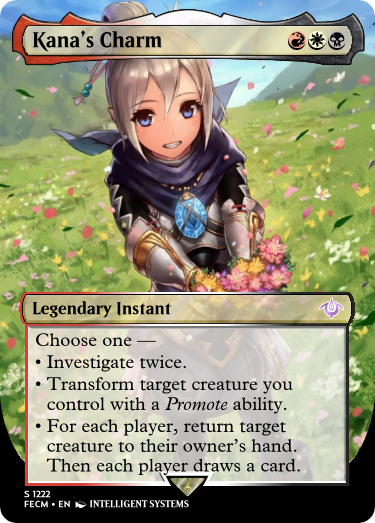 Kana's Charm
Legendary Instant
Choose one —
• Investigate twice.
• Transform target creature you
control with a Promote ability.
• For each player, return target
creature to their owner's hand.
Then each player draws a card.
S 1222
FECM • EN INTELLIGENT SYSTEMS